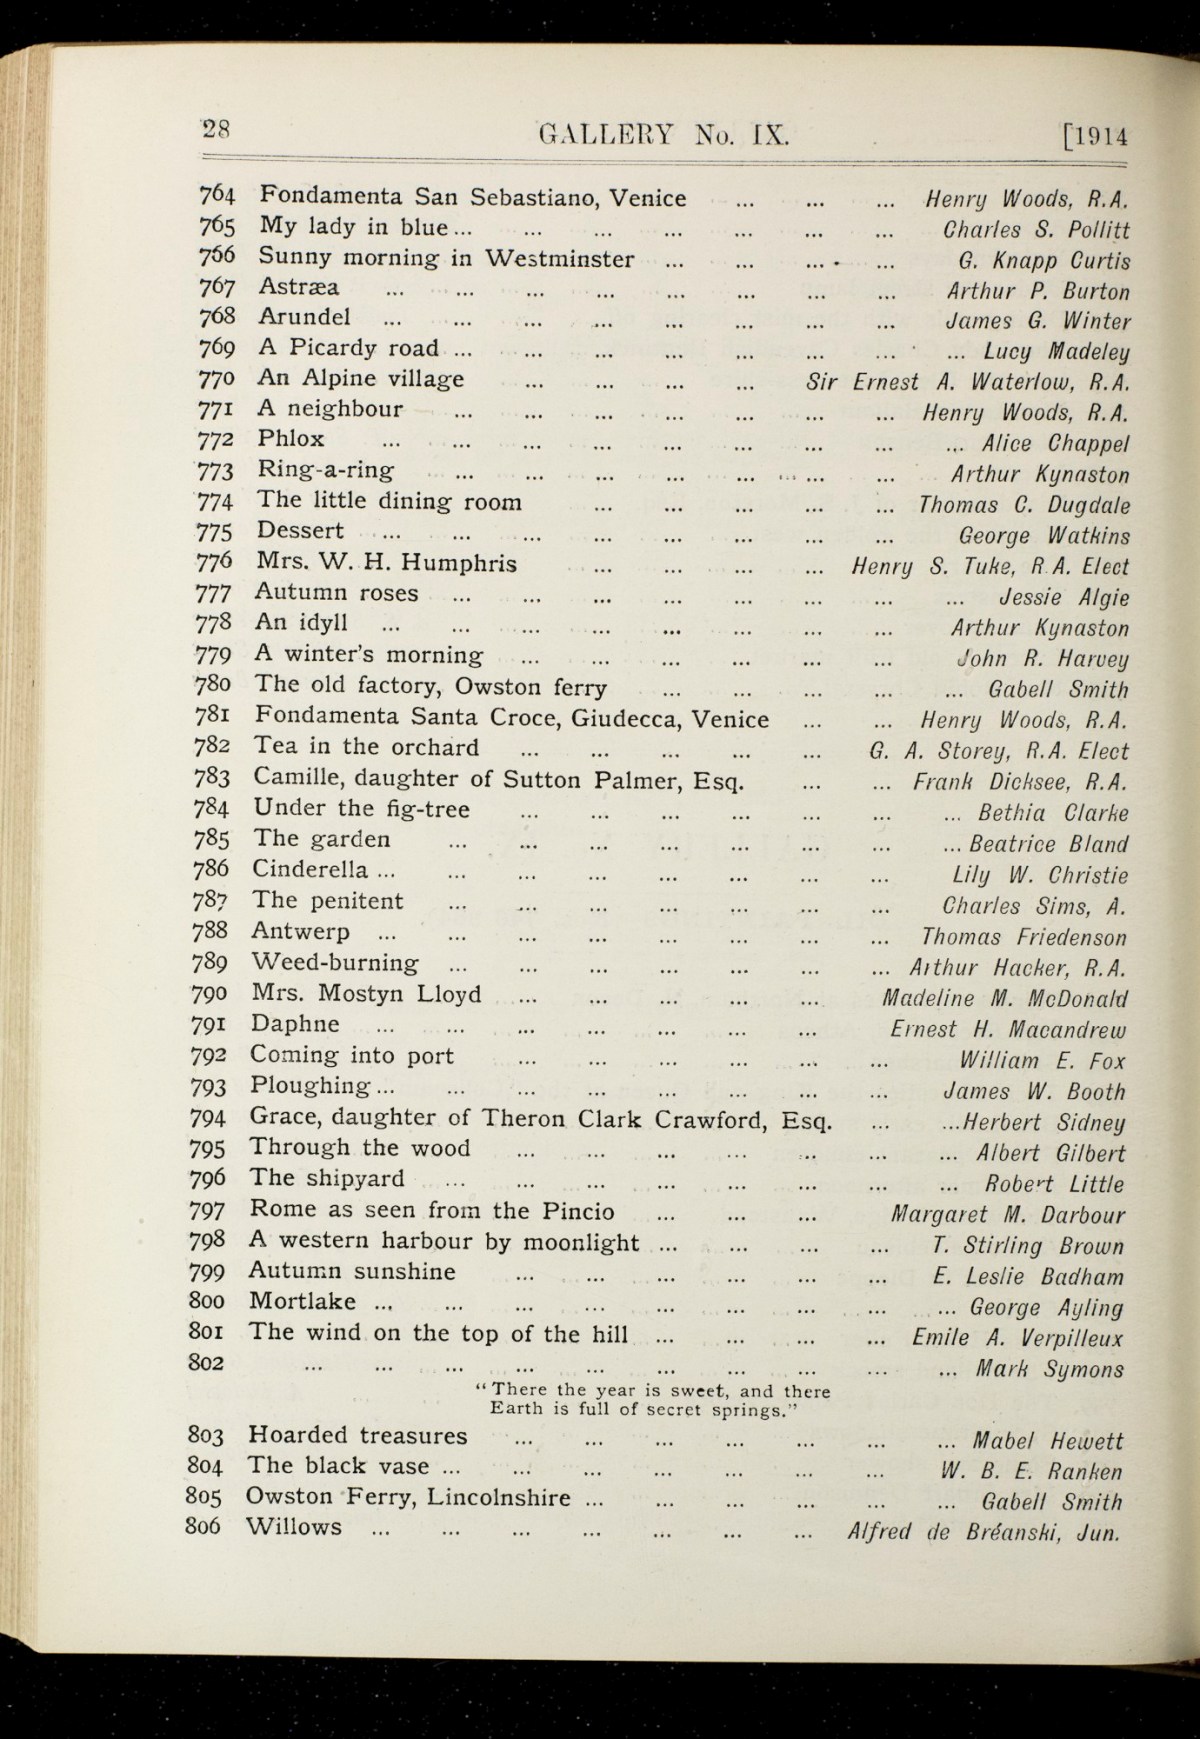 28 GALLERY No. IX. [1914
764 Fondamenta San Sebastiano, Venice ... ... ... Henry Woods, R.A.
765 My lady in blue ... ... ... ... ... ... ... Charles S. Pollitt
766 Sunny morning in Westminster ... ... ... ... G. Knapp Curtis
767 Astræa ... ... ... ... ... ... ... ... Arthur P. Burton
768 Arundel ... ... ... ... ... ... ... ... James G. Winter
769 A Picardy road ... ... ... ... ... ... ... ... Lucy Madeley
770 An Alpine village ... ... ... ... Sir Ernest A. Waterlow, R.A.
771 A neighbour ... ... ... ... ... ... ... Henry Woods, R.A.
772 Phlox ... ... ... ... ... ... ... ... ... Alice Chappel
773 Ring-a-ring ... ... ... ... ... ... ... Arthur Kynaston
774 The little dining room ... ... ... ... ... Thomas C. Dugdale
775 Dessert ... ... ... ... ... ... ... ... George Watkins
776 Mrs. W. H. Humphris ... ... ... ... Henry S. Tuke, R.A. Elect
777 Autumn roses ... ... ... ... ... ... ... ... Jessie Algie
778 An idyll ... ... ... ... ... ... ... ... Arthur Kynaston
779 A winter's morning ... ... ... ... ... ... John R. Harvey
780 The old factory, Owston ferry ... ... ... ... ... Gabell Smith
781 Fondamenta Santa Croce, Giudecca, Venice ... ... Henry Woods, R.A.
782 Tea in the orchard ... ... ... ... ... G. A. Storey, R.A. Elect
783 Camille, daughter of Sutton Palmer, Esq. ... ... Frank Dicksee, R.A.
784 Under the fig-tree ... ... ... ... ... ... ... Bethia Clarke
785 The garden ... ... ... ... ... ... ... ... Beatrice Bland
786 Cinderella ... ... ... ... ... ... ... ... Lily W. Christie
787 The penitent ... ... ... ... ... ... ... Charles Sims, A.
788 Antwerp ... ... ... ... ... ... ... ... Thomas Friedenson
789 Weed-burning ... ... ... ... ... ... ... Arthur Hacker, R.A.
790 Mrs. Mostyn Lloyd ... ... ... ... ... Madeline M. McDonald
791 Daphne ... ... ... ... ... ... ... Ernest H. Macandrew
792 Coming into port ... ... ... ... ... ... William E. Fox
793 Ploughing ... ... ... ... ... ... ... ... James W. Booth
794 Grace, daughter of Theron Clark Crawford, Esq. ... ... Herbert Sidney
795 Through the wood ... ... ... ... ... ... ... Albert Gilbert
796 The shipyard ... ... ... ... ... ... ... ... Robert Little
797 Rome as seen from the Pincio ... ... ... Margaret M. Darbour
798 A western harbour by moonlight ... ... ... ... T. Stirling Brown
799 Autumn sunshine ... ... ... ... ... ... E. Leslie Badham
800 Mortlake ... ... ... ... ... ... ... ... ... George Ayling
801 The wind on the top of the hill ... ... ... ... Emile A. Verpilleux
802 ... ... ... ... ... ... ... ... ... ... Mark Symons
"There the year is sweet, and there
Earth is full of secret springs."
803 Hoarded treasures ... ... ... ... ... ... ... Mabel Hewett
804 The black vase ... ... ... ... ... ... ... W. B. E. Ranken
805 Owston Ferry, Lincolnshire ... ... ... ... ... ... Gabell Smith
806 Willows ... ... ... ... ... ... ... Alfred de Bréanski, Jun.